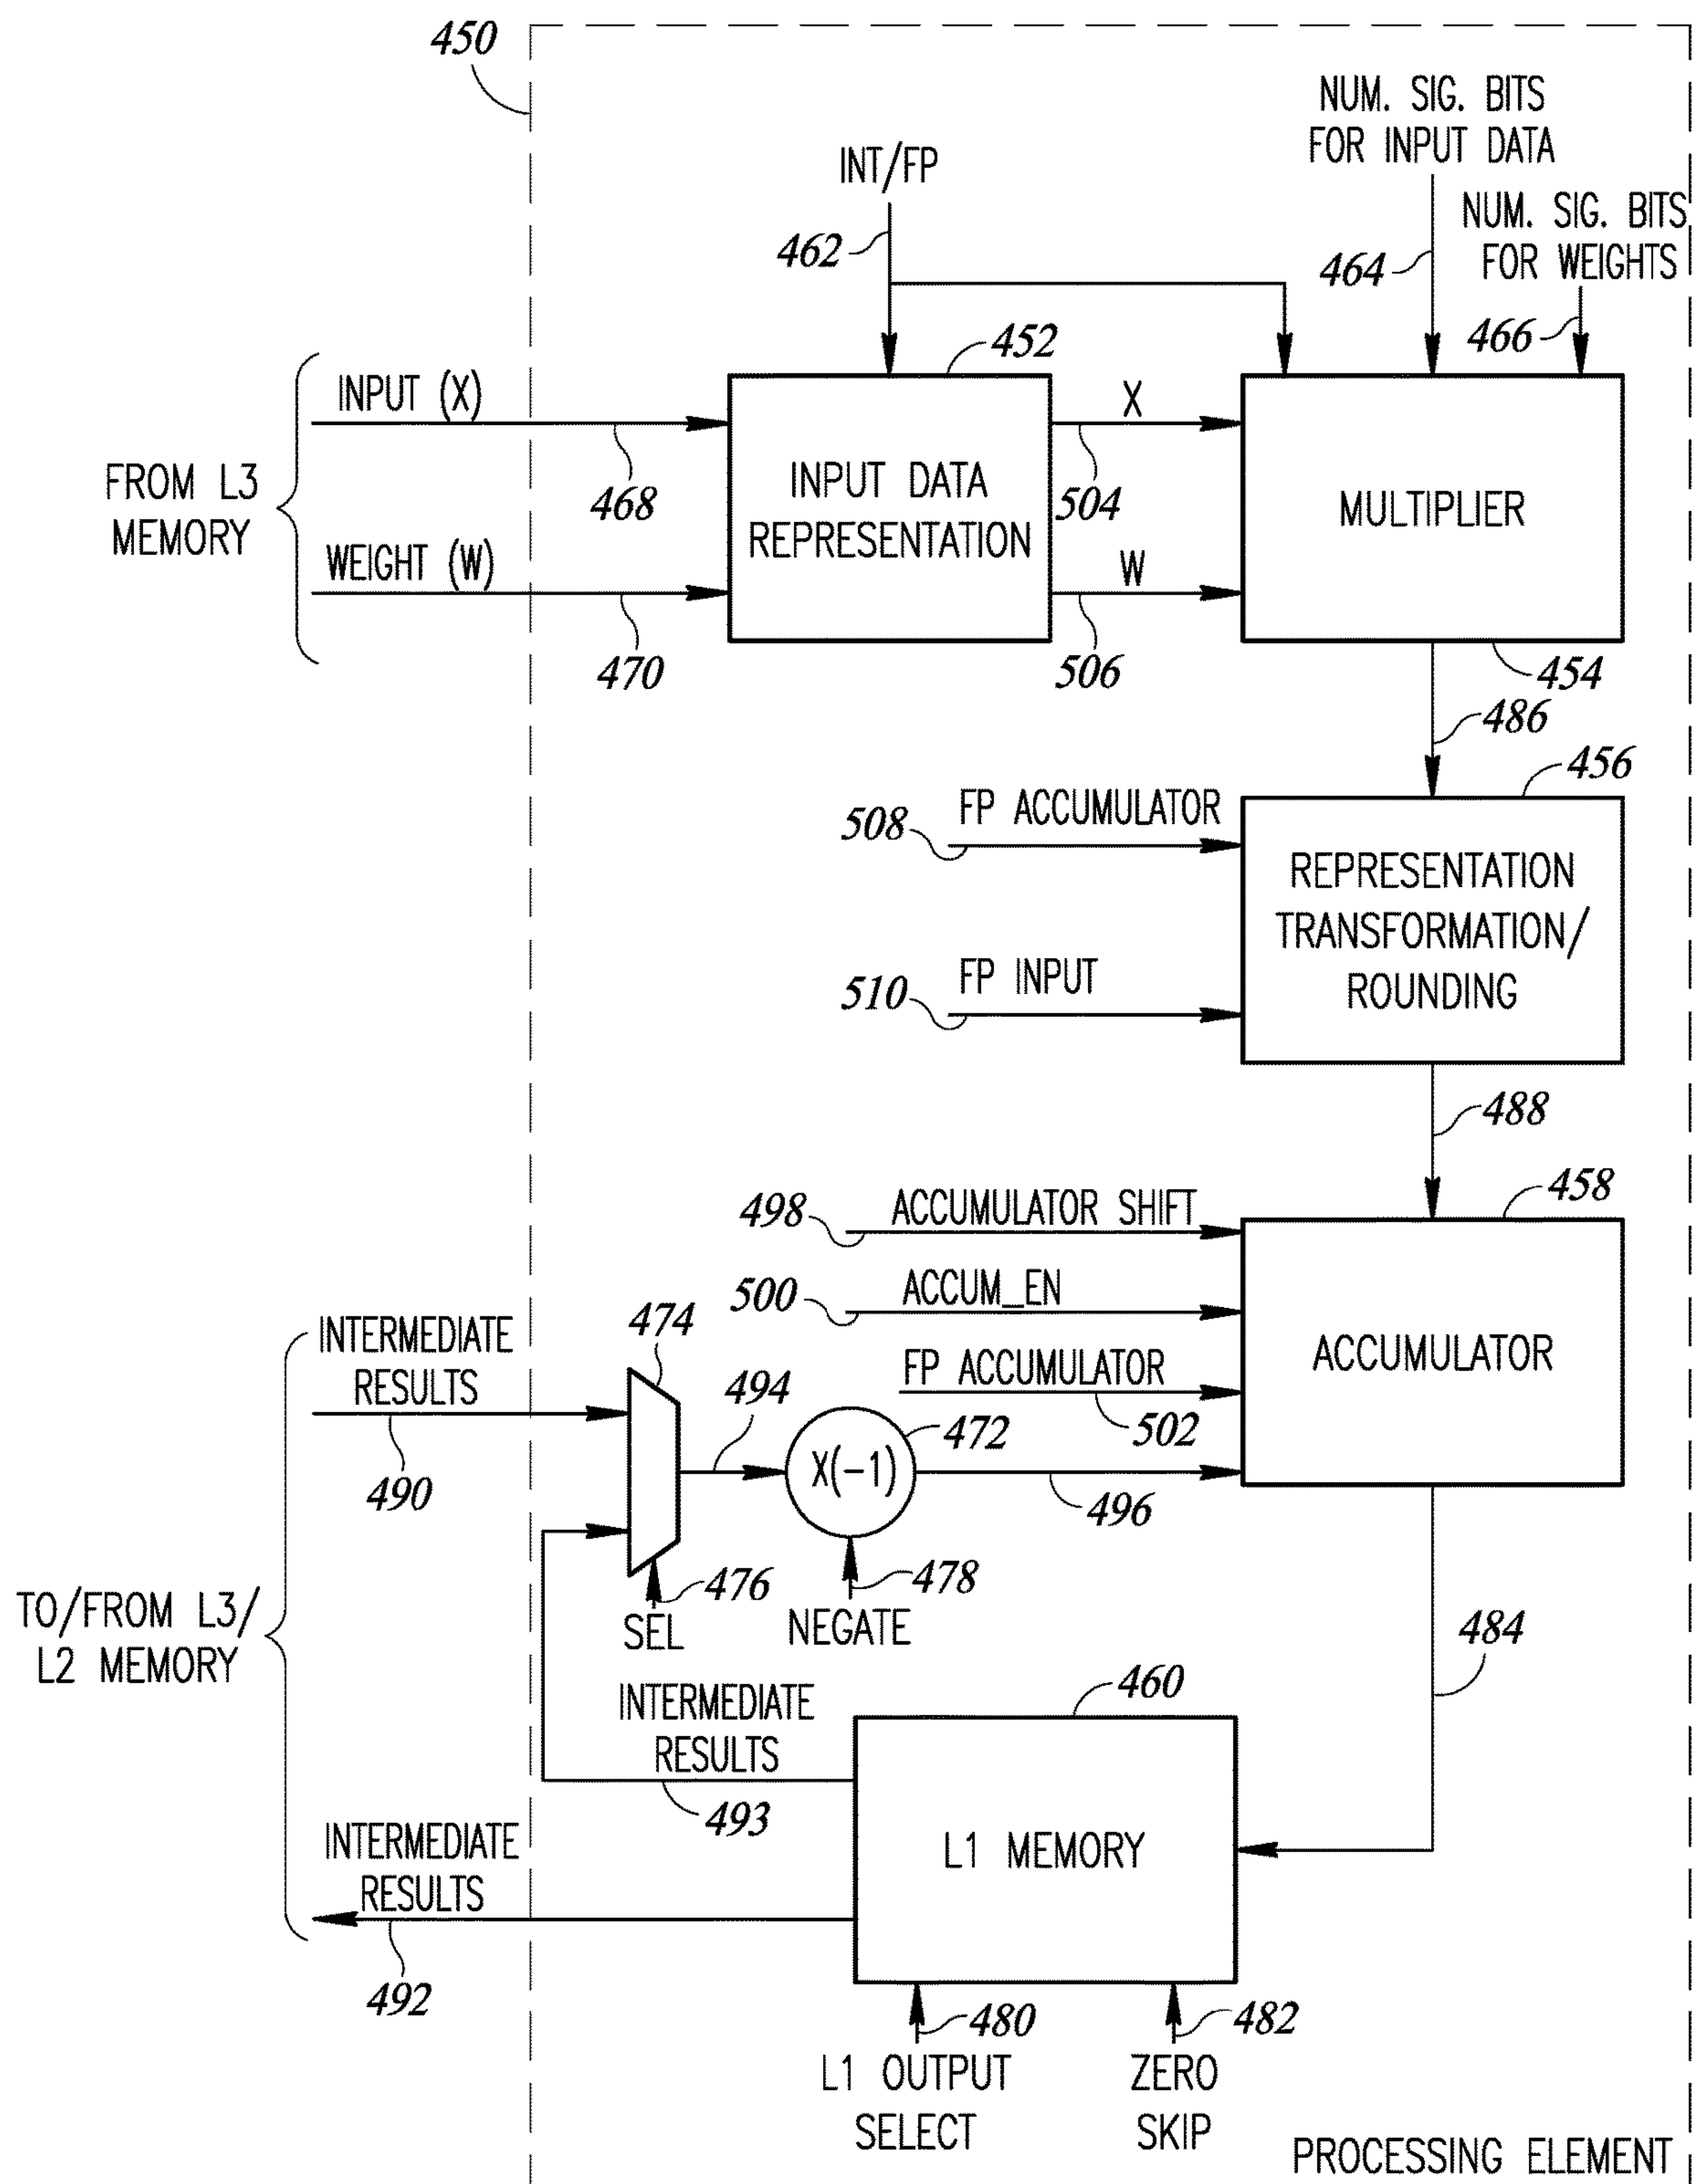 450
NUM. SIG. BITS
FOR INPUT DATA
INT/FP
NUM. SIG. BITS
FOR WEIGHTS
462
464
466
452
INPUT (X)
X
FROM L3
MEMORY
468
INPUT DATA
REPRESENTATION
504
MULTIPLIER
WEIGHT (W)
W
470
506
454
486
456
FP ACCUMULATOR
508
REPRESENTATION
TRANSFORMATION/
ROUNDING
FP INPUT
510
488
458
498
ACCUMULATOR SHIFT
500
ACCUM_EN
474
INTERMEDIATE
RESULTS
FP ACCUMULATOR
ACCUMULATOR
494
502
472
X(-1)
490
496
476
478
SEL
NEGATE
TO/FROM L3/
L2 MEMORY
484
460
INTERMEDIATE
RESULTS
493
L1 MEMORY
INTERMEDIATE
RESULTS
492
480
482
L1 OUTPUT
SELECT
ZERO
SKIP
PROCESSING ELEMENT